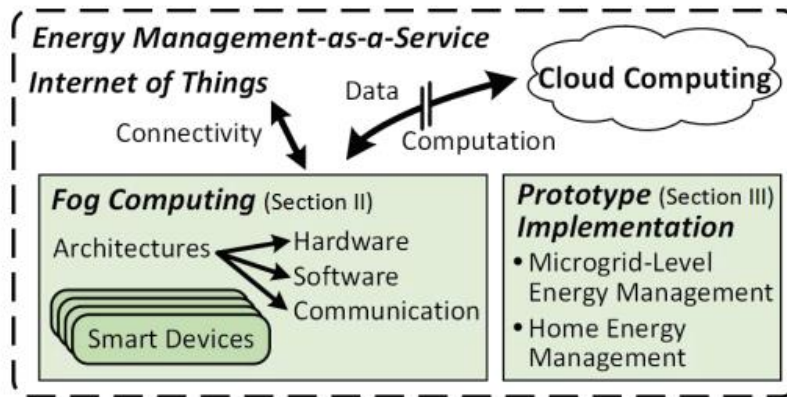 Energy Management-as-a-Service
Internet of Things
Cloud Computing
Data
Connectivity
Computation
Fog Computing (Section II)
Architectures
Hardware
Software
Communication
Smart Devices
Prototype (Section III)
Implementation
• Microgrid-Level
Energy Management
• Home Energy
Management